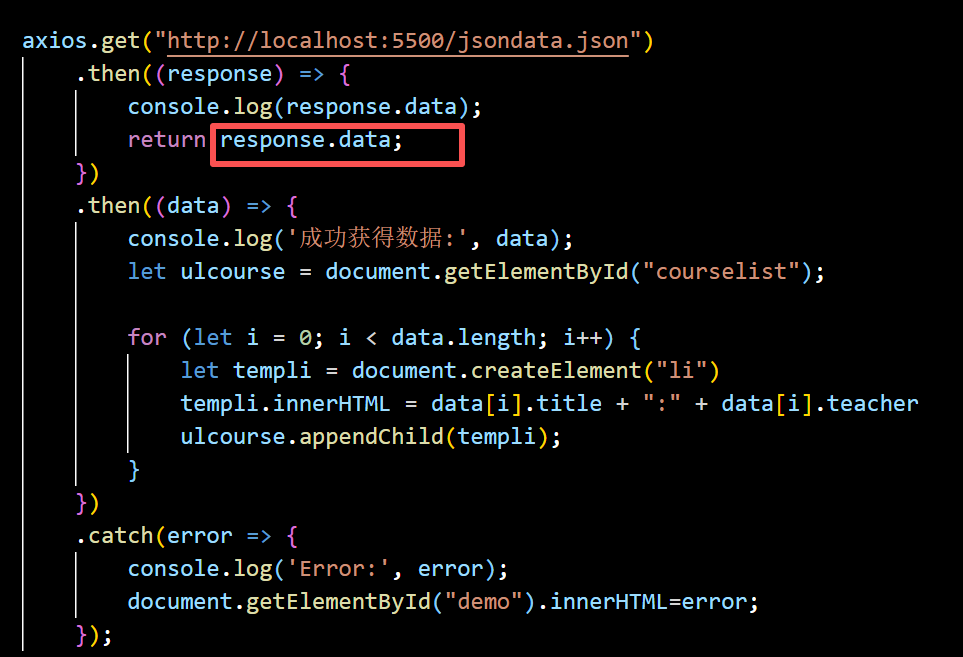 axios.get("http://localhost:5500/jsondata.json")
.then((response) => {
console.log(response.data);
return response.data;
})
.then((data) => {
console.log('成功获得数据:', data);
let ulcourse = document.getElementById("courselist");
for (let i = 0; i < data.length; i++) {
let templi = document.createElement("li")
templi.innerHTML = data[i].title + ":" + data[i].teacher
ulcourse.appendChild(templi);
}
})
.catch(error => {
console.log('Error:', error);
document.getElementById("demo").innerHTML=error;
});